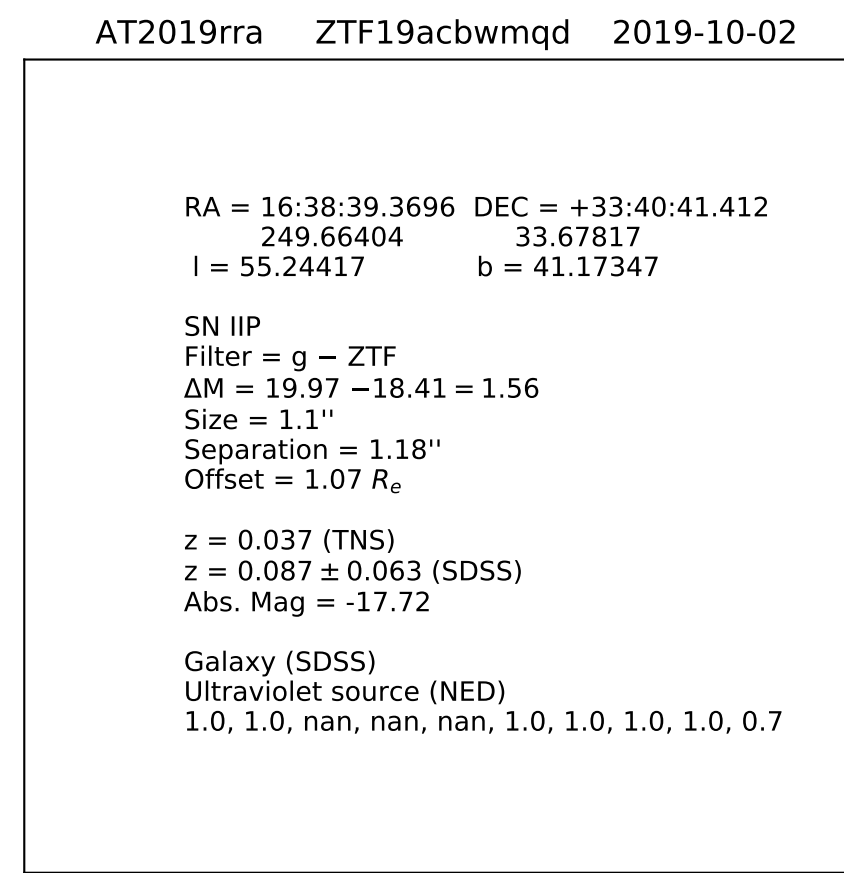 AT2019rra ZTF19acbwmqd 2019-10-02
RA = 16:38:39.3696 DEC = +33:40:41.412
249.66404 33.67817
l = 55.24417 b = 41.17347
SN IIP
Filter = g − ZTF
ΔM = 19.97 −18.41 = 1.56
Size = 1.1''
Separation = 1.18''
Offset = 1.07 Re
z = 0.037 (TNS)
z = 0.087 ± 0.063 (SDSS)
Abs. Mag = -17.72
Galaxy (SDSS)
Ultraviolet source (NED)
1.0, 1.0, nan, nan, nan, 1.0, 1.0, 1.0, 1.0, 0.7